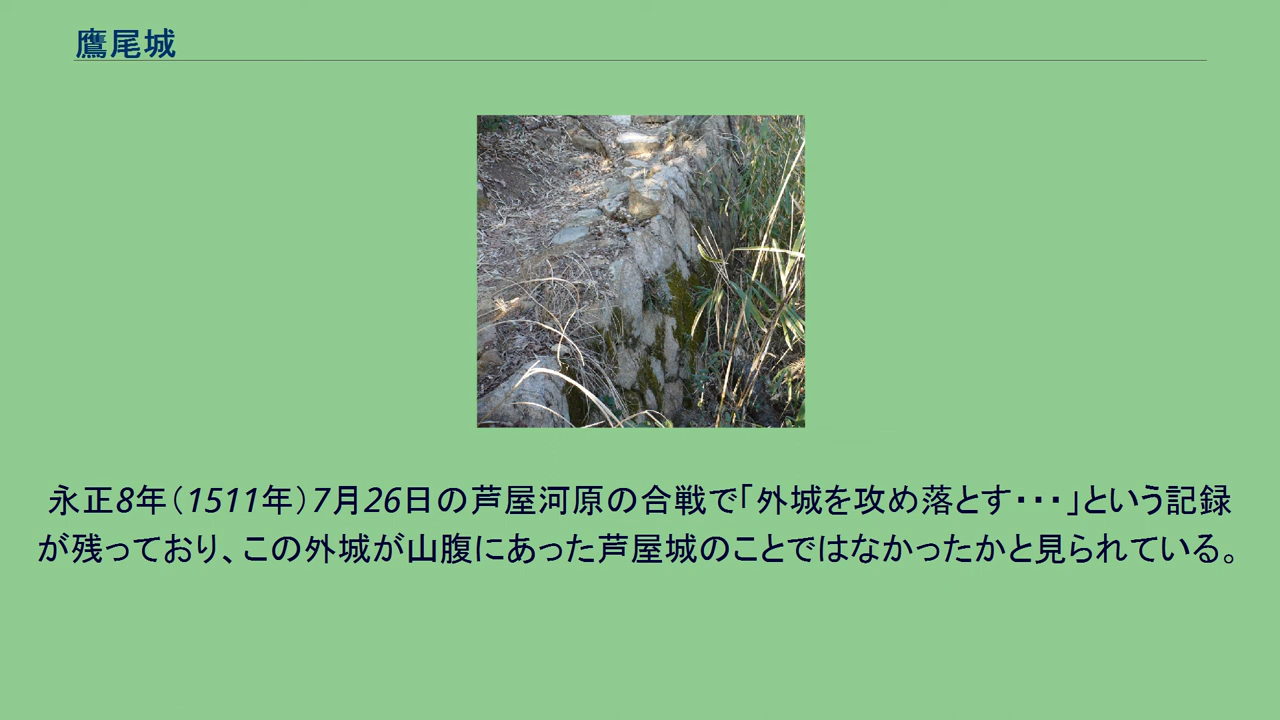 鷹尾城
永正8年（1511年）7月26日の芦屋河原の合戦で「外城を攻め落とす・・・」という記録
が残っており、この外城が山腹にあった芦屋城のことではなかったかと見られている。